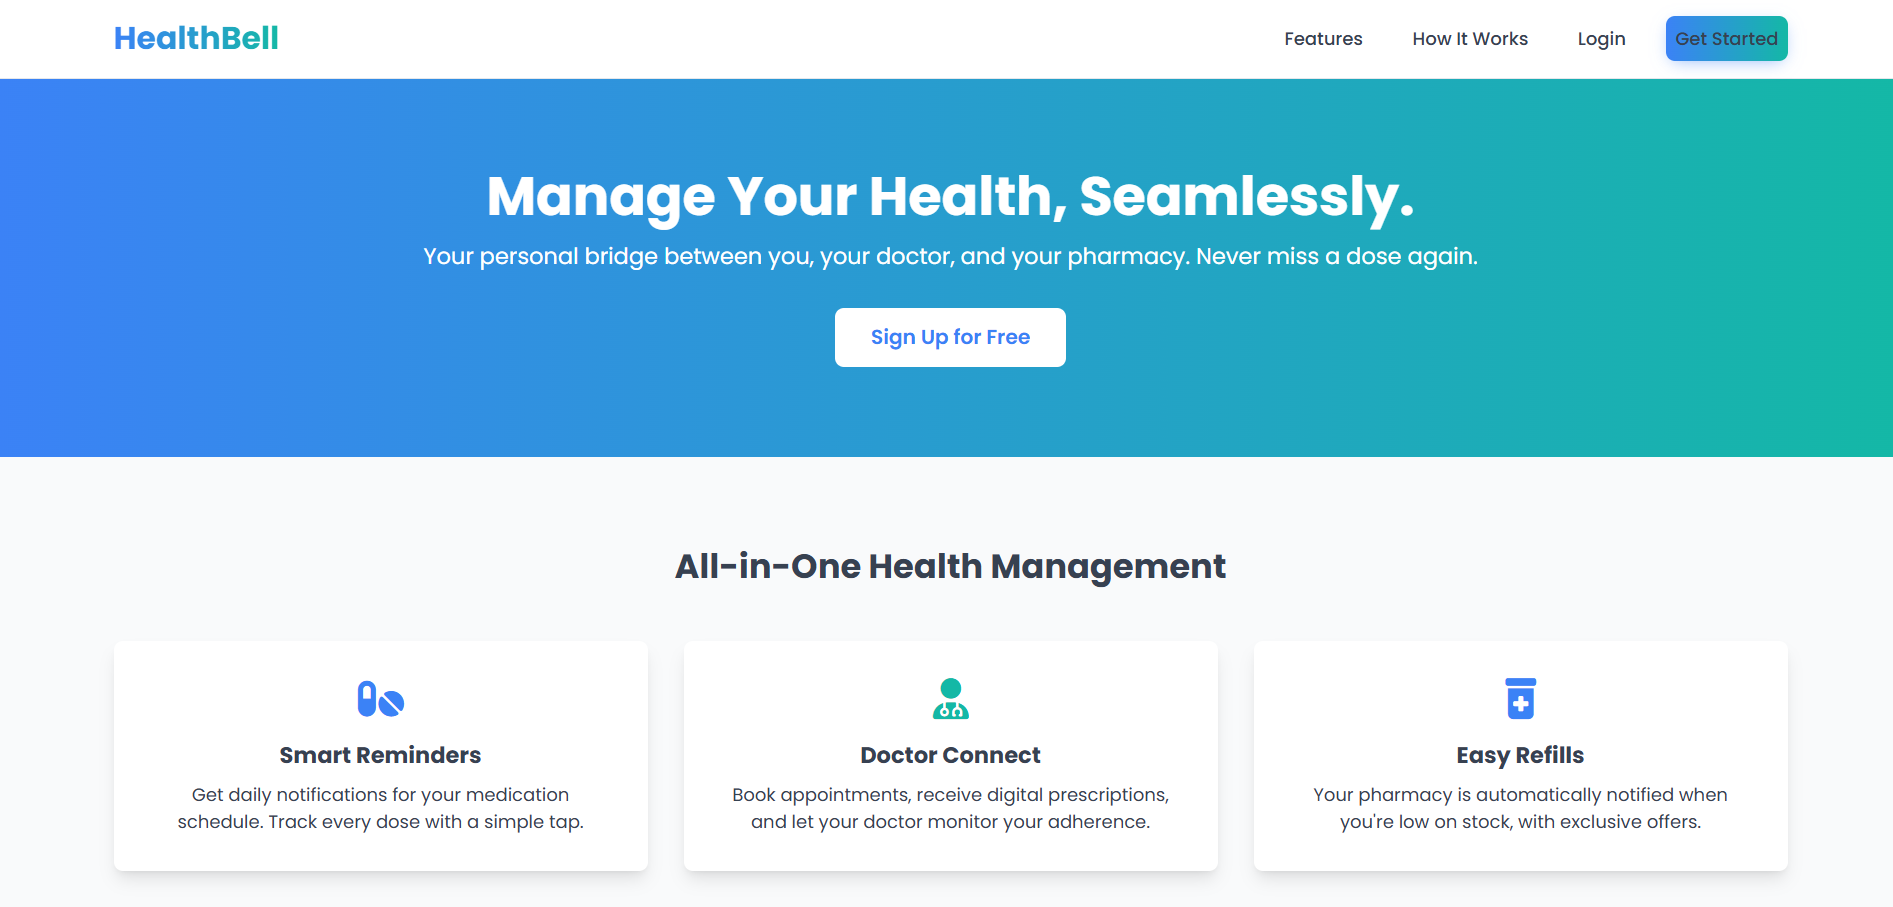 HealthBell
Features
How It Works
Login
Get Started
Manage Your Health, Seamlessly.
Your personal bridge between you, your doctor, and your pharmacy. Never miss a dose again.
Sign Up for Free
All-in-One Health Management
Smart Reminders
Get daily notifications for your medication
schedule. Track every dose with a simple tap.
Doctor Connect
Book appointments, receive digital prescriptions,
and let your doctor monitor your adherence.
Easy Refills
Your pharmacy is automatically notified when
you're low on stock, with exclusive offers.